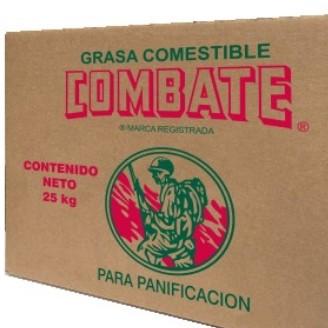 GRASA COMESTIBLE
COMBATE ®
® MARCA REGISTRADA
CONTENIDO
NETO
25 kg
PARA PANIFICACION